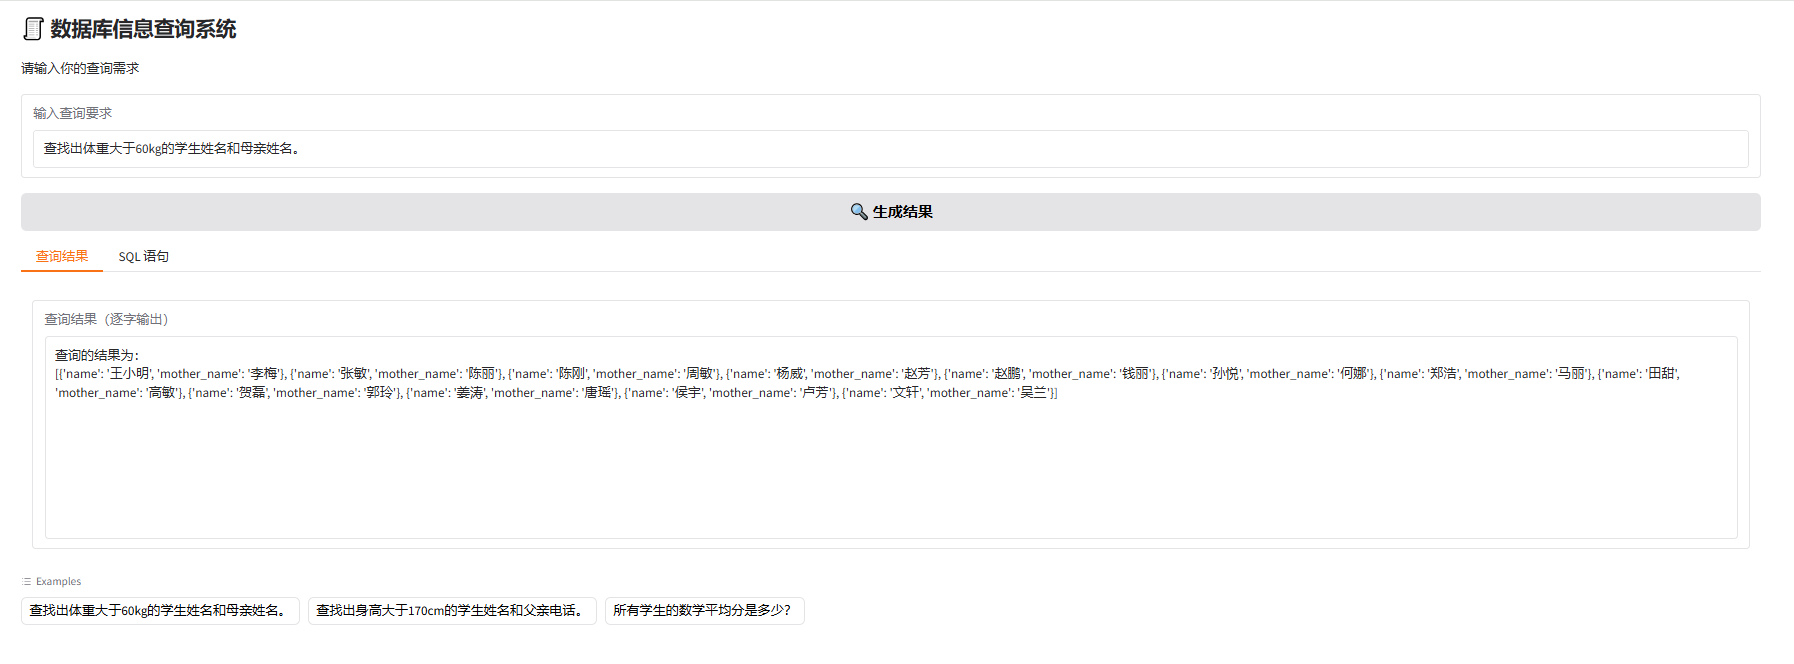 数据库信息查询系统
请输入你的查询需求
输入查询要求
查找出体重大于60kg的学生姓名和母亲姓名。
生成结果
查询结果 SQL 语句
查询结果（逐字输出）
查询的结果为：
[{'name': '王小明', 'mother_name': '李梅'}, {'name': '张敏', 'mother_name': '陈丽'}, {'name': '陈刚', 'mother_name': '周敏'}, {'name': '杨威', 'mother_name': '赵芳'}, {'name': '赵鹏', 'mother_name': '钱丽'}, {'name': '孙悦', 'mother_name': '何娜'}, {'name': '郑浩', 'mother_name': '马丽'}, {'name': '田甜',
'mother_name': '高敏'}, {'name': '贺磊', 'mother_name': '郭玲'}, {'name': '姜涛', 'mother_name': '唐瑶'}, {'name': '侯宇', 'mother_name': '卢芳'}, {'name': '文轩', 'mother_name': '吴兰'}]
Examples
查找出体重大于60kg的学生姓名和母亲姓名。 查找出身高大于170cm的学生姓名和父亲电话。 所有学生的数学平均分是多少？